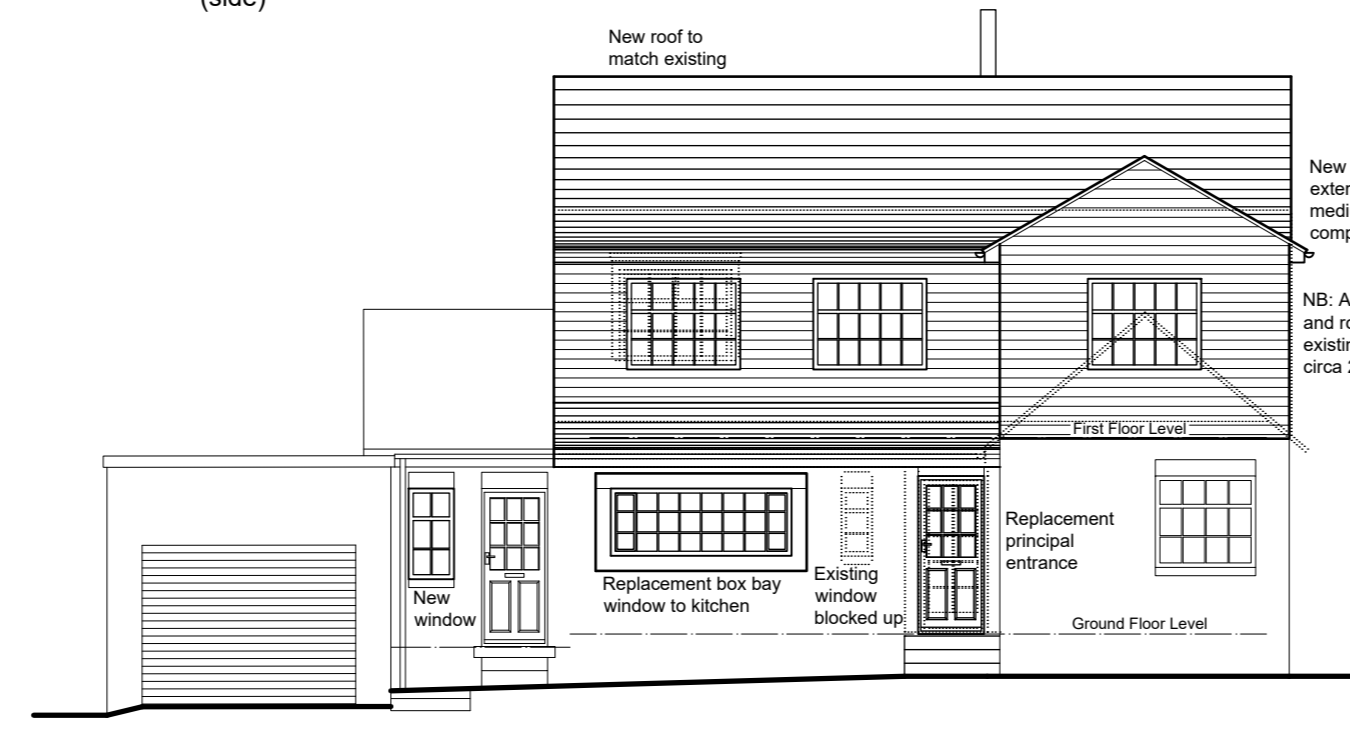 (side)
New roof to
match existing
New
NB: A
and
circa
First Floor Level
Replacement
principal
entrance
Replacement box bay
window to kitchen
Existing
window
blocked up
New
window
Ground Floor Level